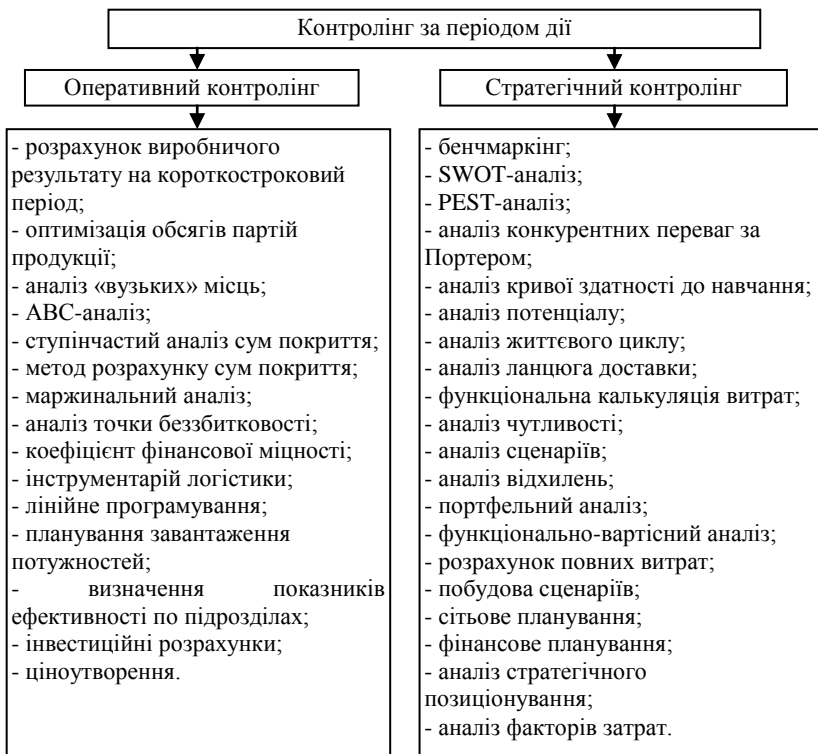 Контролінг за періодом дії
Оперативний контролінг
Стратегічний контролінг
- розрахунок виробничого
результату на короткостроковий
період;
- оптимізація обсягів партій
продукції;
- аналіз «вузьких» місць;
- АВС-аналіз;
- ступінчастий аналіз сум покриття;
- метод розрахунку сум покриття;
- маржинальний аналіз;
- аналіз точки беззбитковості;
- коефіцієнт фінансової міцності;
- інструментарій логістики;
- лінійне програмування;
- планування завантаження
потужностей;
- визначення показників
ефективності по підрозділах;
- інвестиційні розрахунки;
- ціноутворення.
- бенчмаркінг;
- SWOT-аналіз;
- PEST-аналіз;
- аналіз конкурентних переваг за
Портером;
- аналіз кривої здатності до навчання;
- аналіз потенціалу;
- аналіз життєвого циклу;
- аналіз ланцюга доставки;
- функціональна калькуляція витрат;
- аналіз чутливості;
- аналіз сценаріїв;
- аналіз відхилень;
- портфельний аналіз;
- функціонально-вартісний аналіз;
- розрахунок повних витрат;
- побудова сценаріїв;
- сітьове планування;
- фінансове планування;
- аналіз стратегічного
позиціонування;
- аналіз факторів затрат.